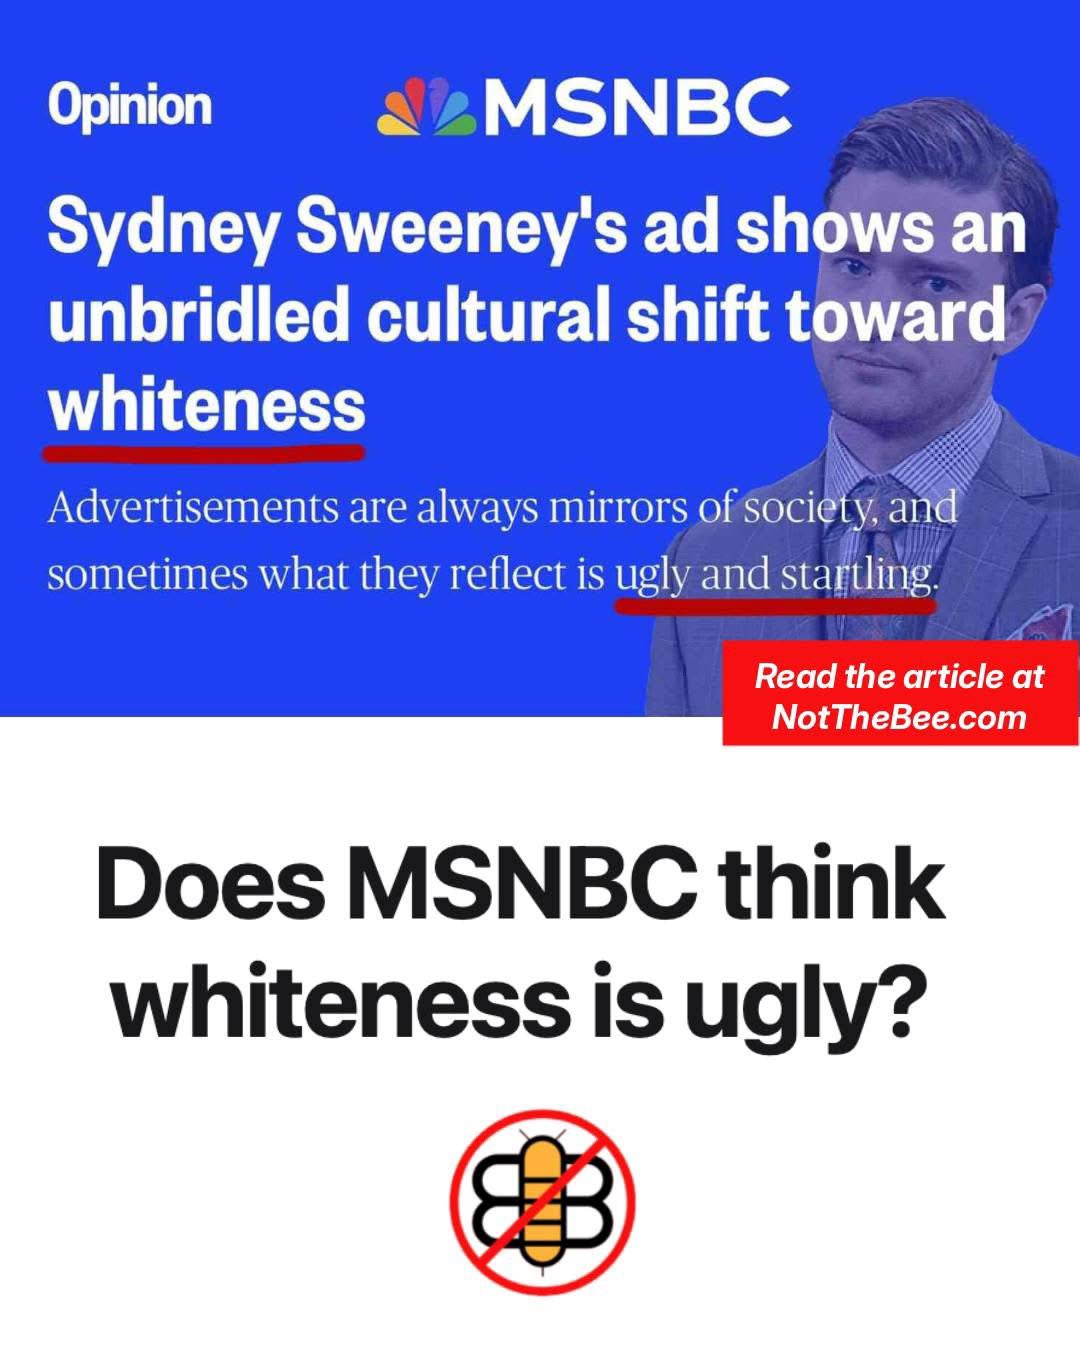 Opinion
MSNBC
Sydney Sweeney's ad shows an
unbridled cultural shift toward
whiteness
Advertisements are always mirrors of society, and
sometimes what they reflect is ugly and startling.
Read the article at
NotTheBee.com
Does MSNBC think
whiteness is ugly?